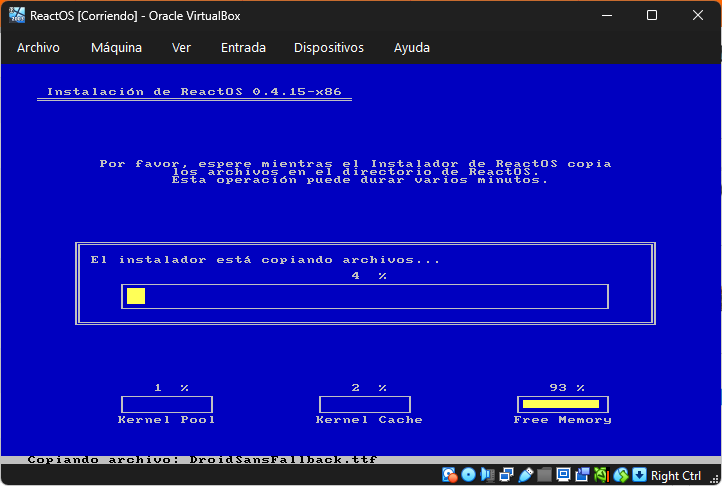 ReactOS [Corriendo] - Oracle VirtualBox
Archivo Máquina Ver Entrada Dispositivos Ayuda
Instalación de ReactOS 0.4.15-x86
Por favor, espere mientras el Instalador de ReactOS copia
los archivos en el directorio de ReactOS.
Esta operación puede durar varios minutos.
El instalador está copiando archivos...
4 %
1 % 2 % 93 %
Kernel Pool Kernel Cache Free Memory
Copiando archivo: DroidSansFallback.ttf
Right Ctrl